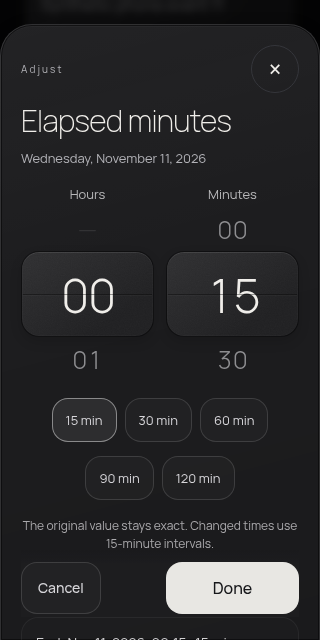 Adjust
×
Elapsed minutes
Wednesday, November 11, 2026
Hours
Minutes
—
00
00
15
01
30
15 min
30 min
60 min
90 min
120 min
The original value stays exact. Changed times use
15-minute intervals.
Cancel
Done